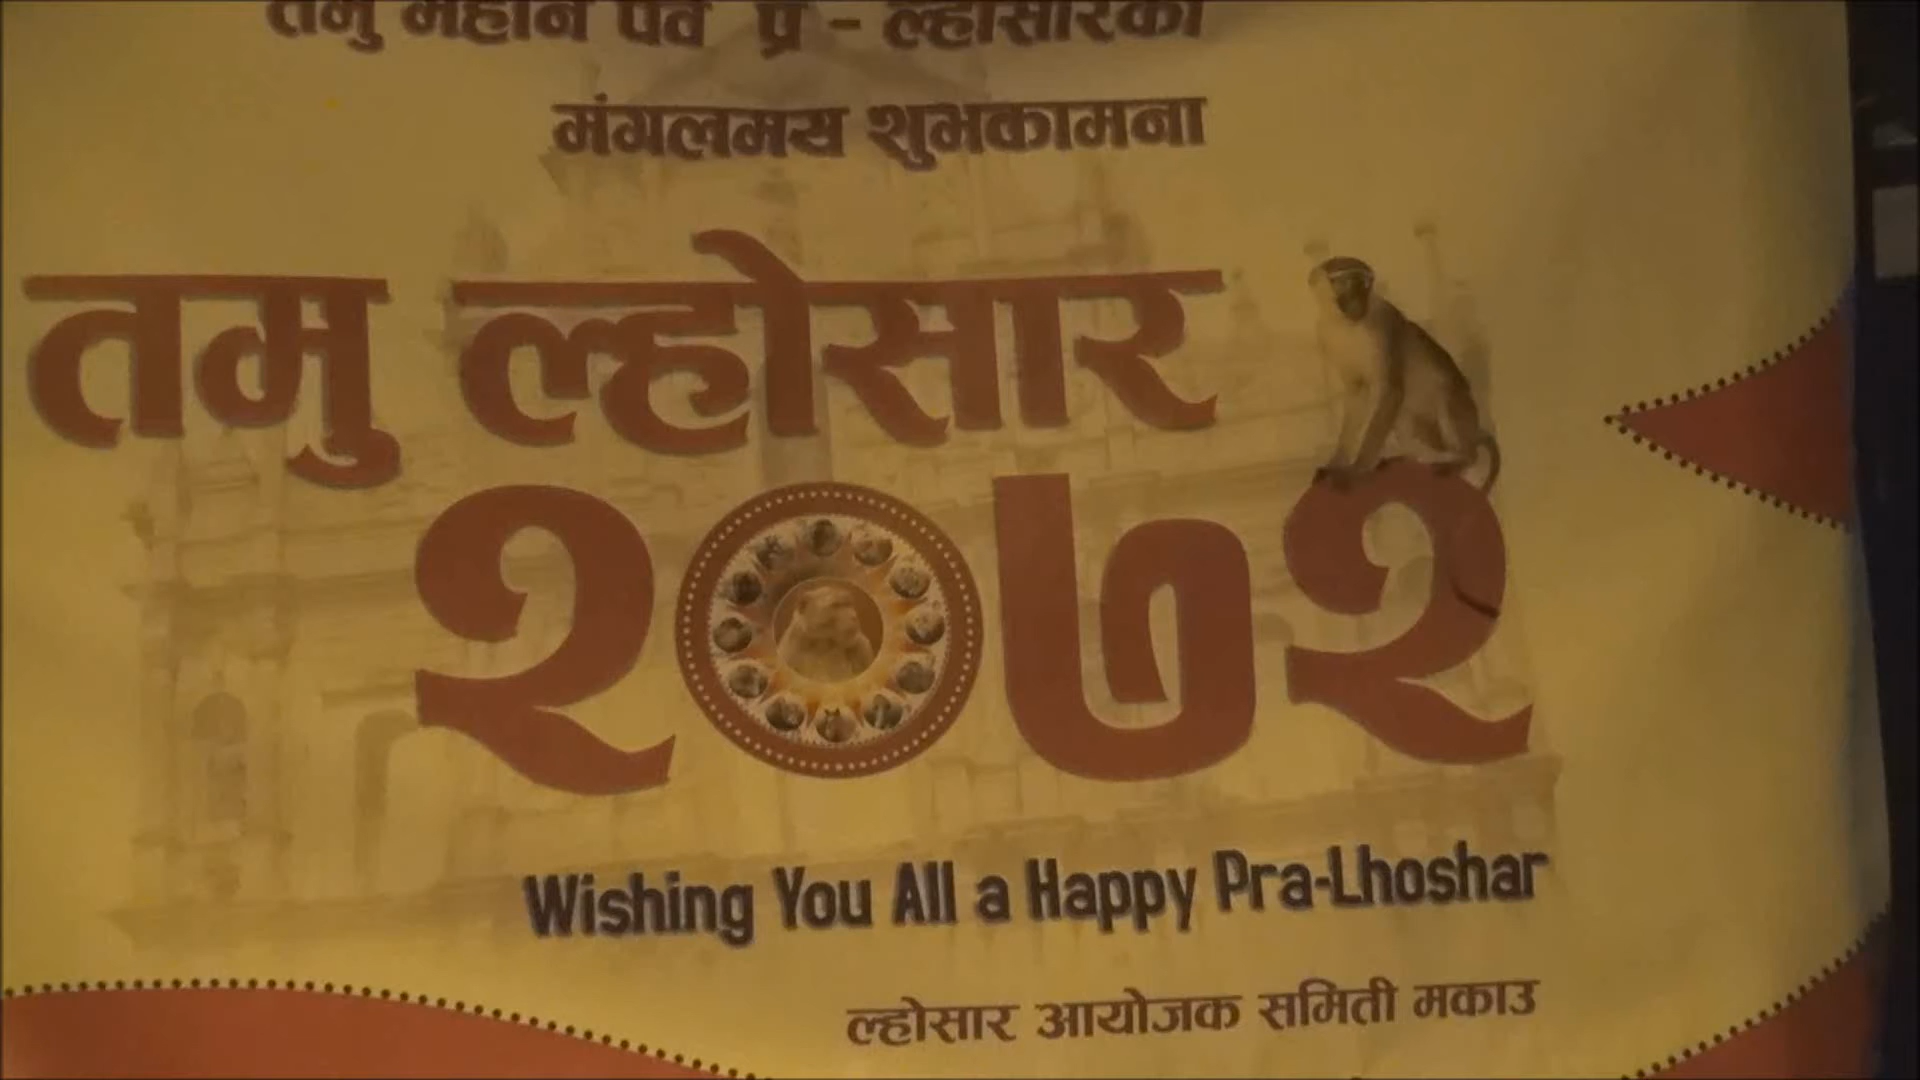 तमु महान पर्व प्र - ल्होसारको
मंगलमय शुभकामना
तमु ल्होसार
२०७२
Wishing You All a Happy Pra-Lhoshar
ल्होसार आयोजक समिती मकाउ